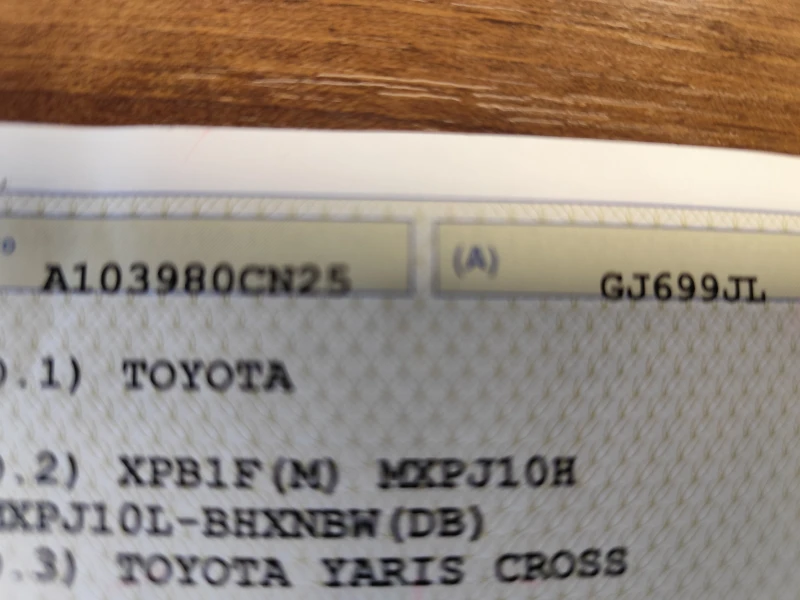 A103980CN25 (A) GJ699JL
.1) TOYOTA
.2) XPB1F(M) MXPJ10H
MXPJ10L-BHXNBW(DB)
.3) TOYOTA YARIS CROSS